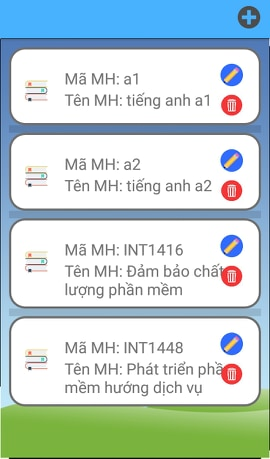 Mã MH: a1
Tên MH: tiếng anh a1
Mã MH: a2
Tên MH: tiếng anh a2
Mã MH: INT1416
Tên MH: Đảm bảo chất
lượng phần mềm
Mã MH: INT1448
Tên MH: Phát triển phầ
mềm hướng dịch vụ